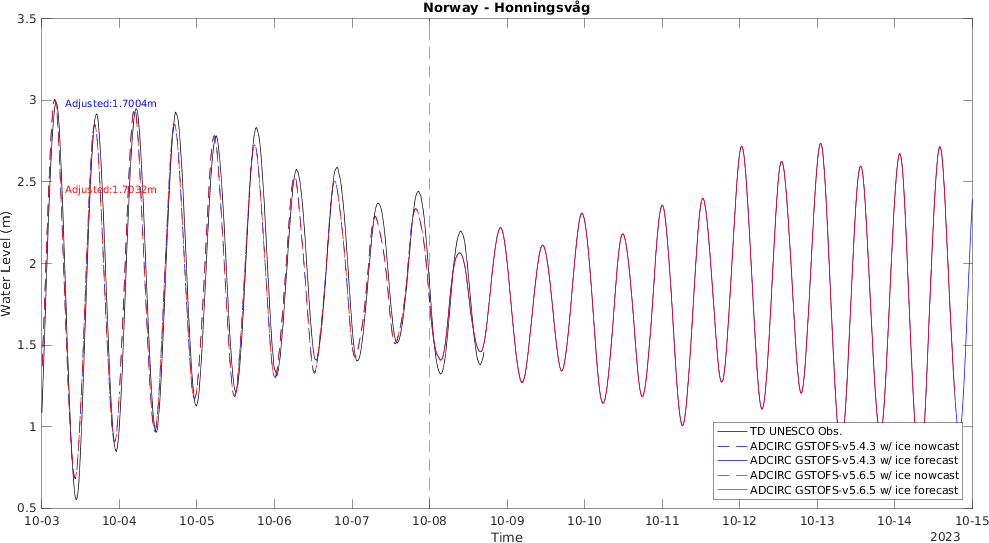 Norway - Honningsvåg
3.5
3
2.5
2
1.5
1
0.5
Water Level (m)
Adjusted:1.7004m
Adjusted:1.7032m
TD UNESCO Obs.
ADCIRC GSTOFS-v5.4.3 w/ ice nowcast
ADCIRC GSTOFS-v5.4.3 w/ ice forecast
ADCIRC GSTOFS-v5.6.5 w/ ice nowcast
ADCIRC GSTOFS-v5.6.5 w/ ice forecast
10-03 10-04 10-05 10-06 10-07 10-08 10-09 10-10 10-11 10-12 10-13 10-14 10-15
Time
2023